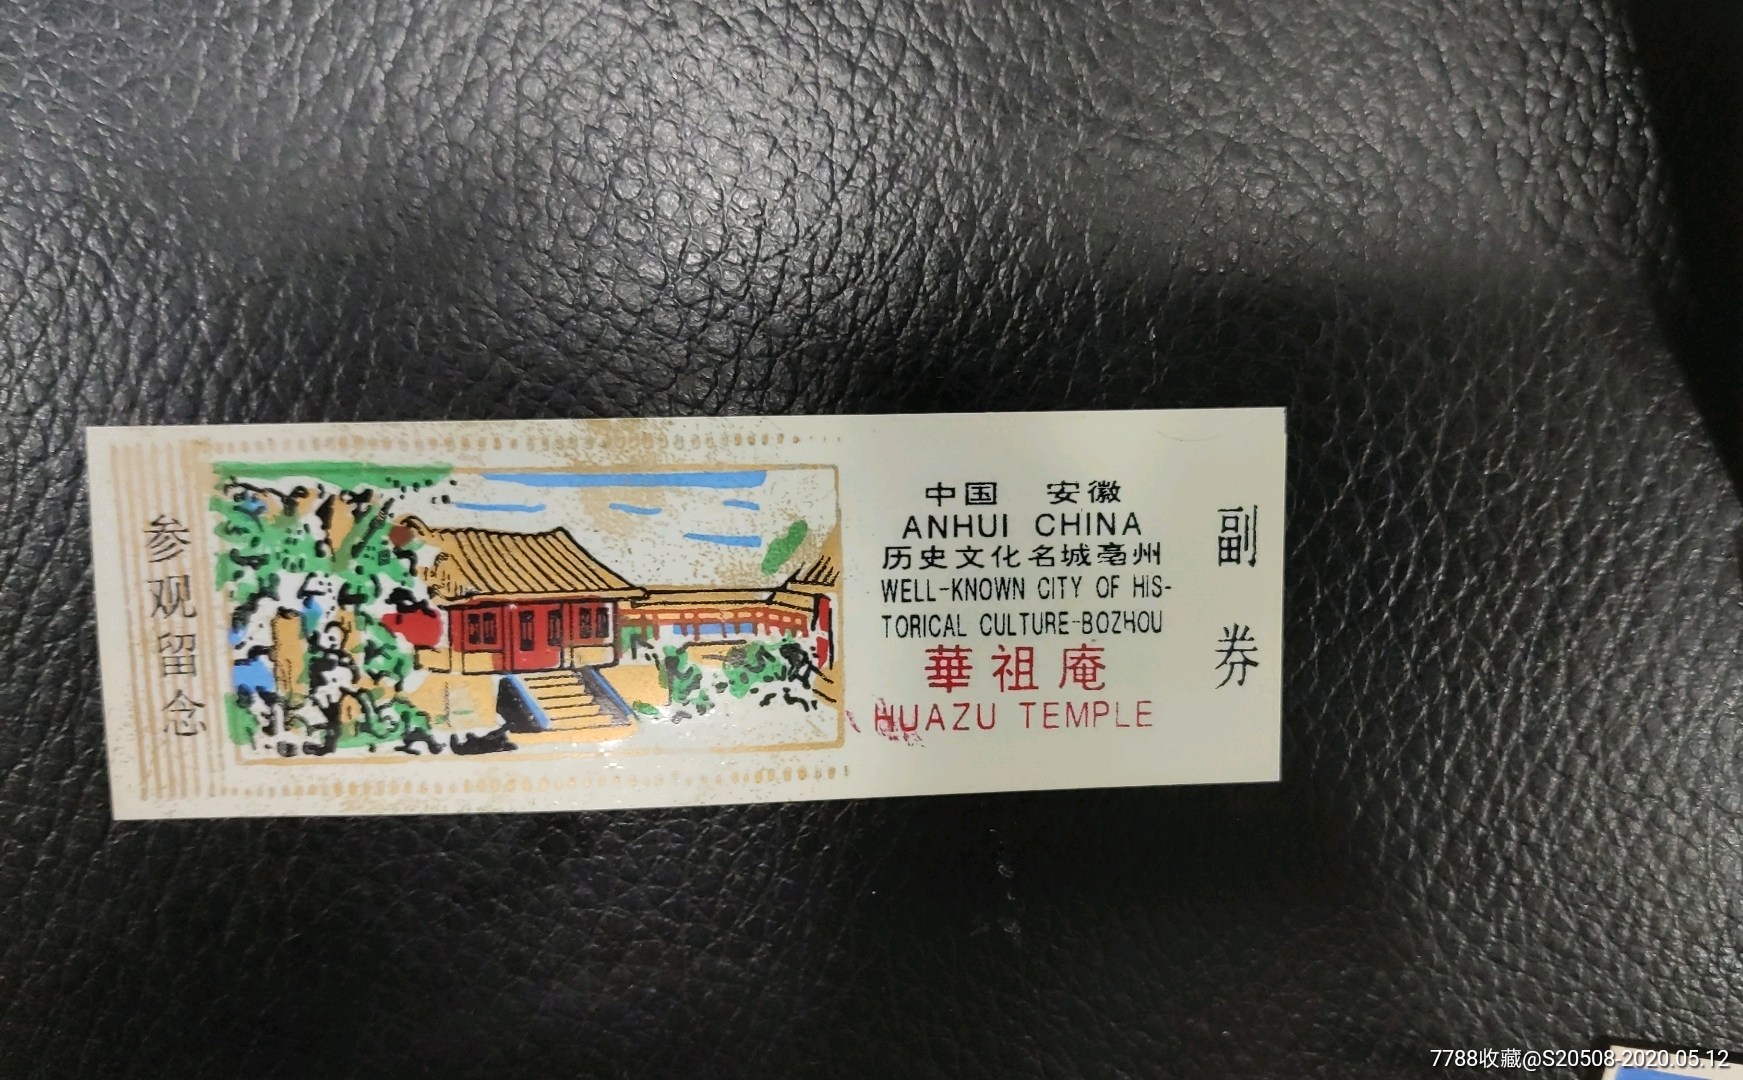 参观留念
中国 安徽
ANHUI CHINA
历史文化名城亳州
WELL-KNOWN CITY OF HIS-
TORICAL CULTURE-BOZHOU
華祖庵
HUAZU TEMPLE
副券
7788收藏@S20508-2020.05.12